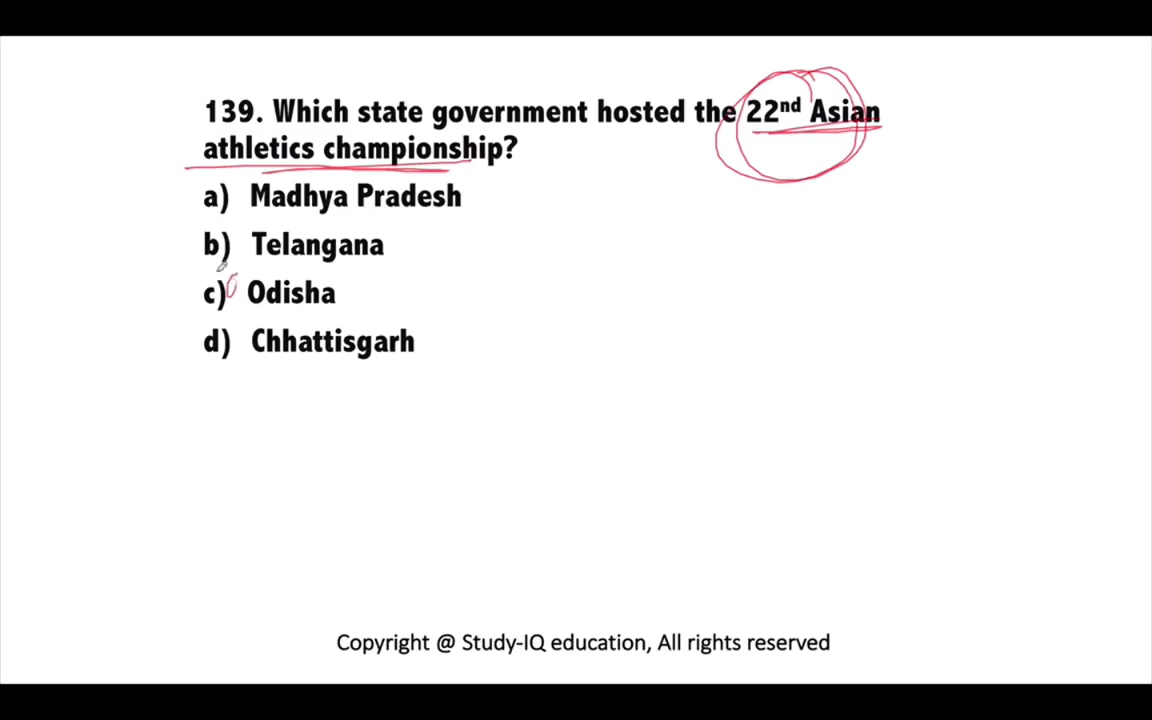 139. Which state government hosted the 22nd Asian
athletics championship?
a) Madhya Pradesh
b) Telangana
c) Odisha
d) Chhattisgarh
Copyright @ Study-IQ education, All rights reserved